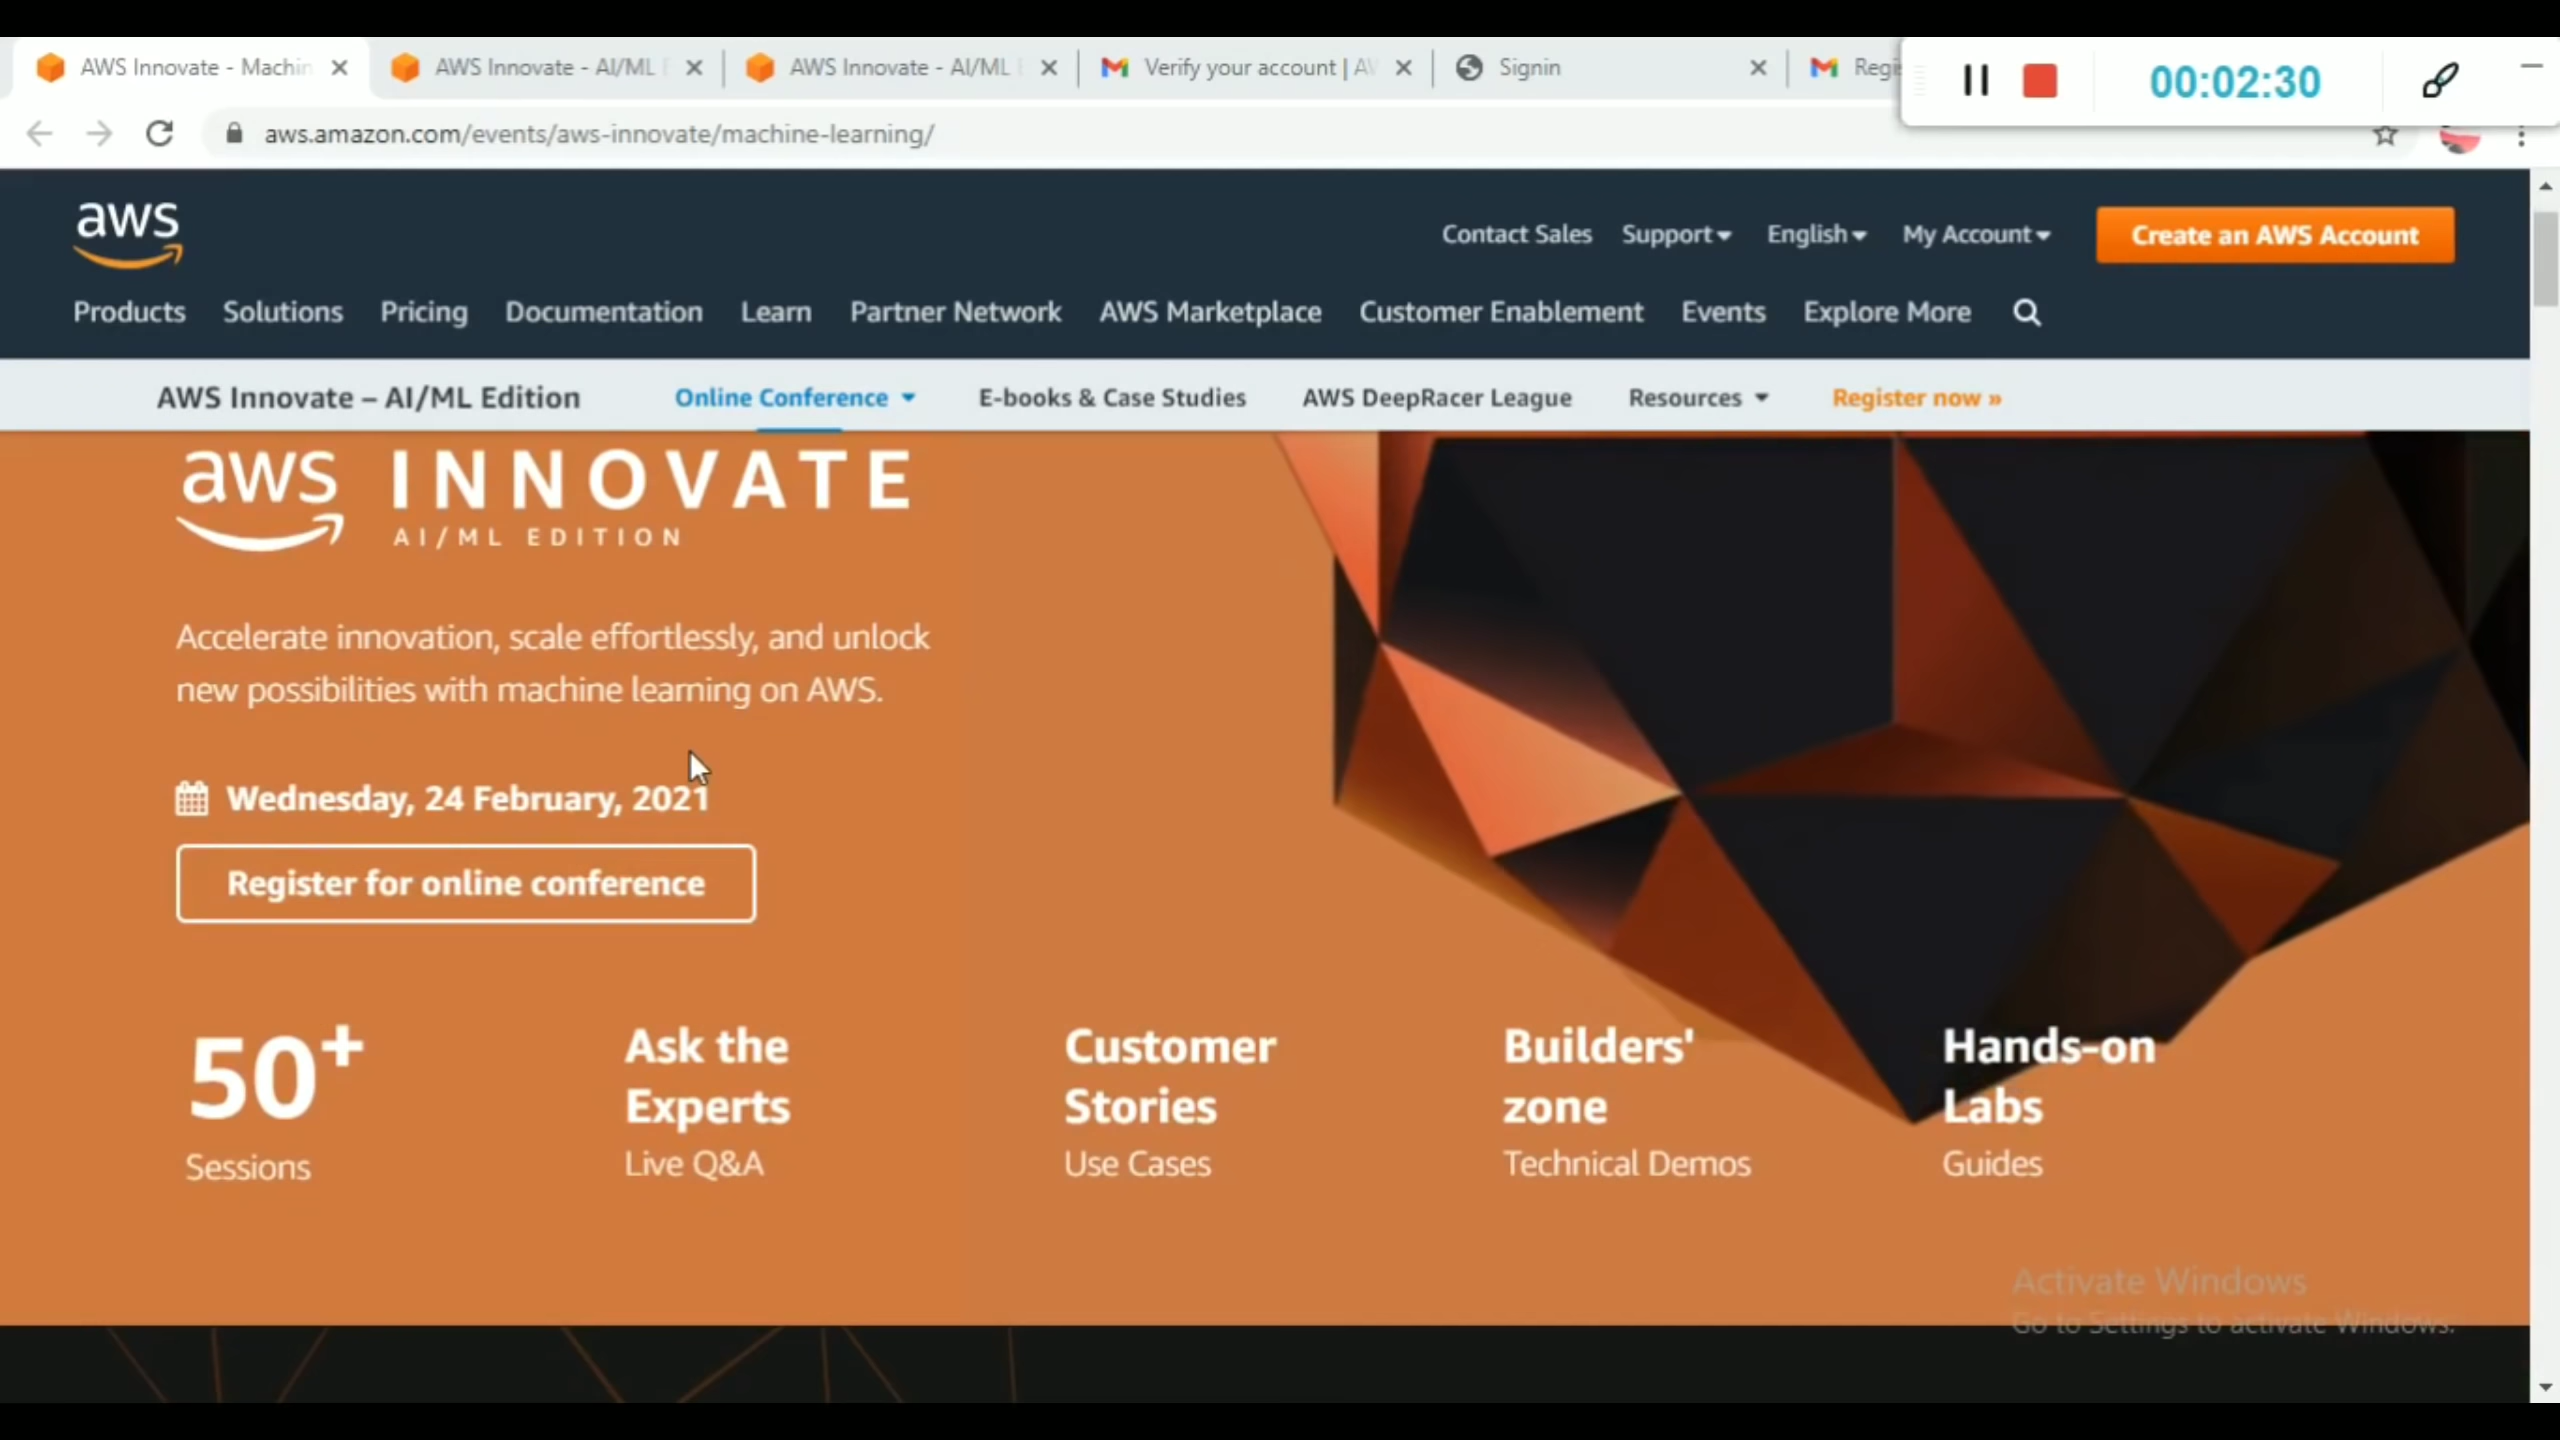 AWS Innovate - Machin
AWS Innovate - AI/ML
AWS Innovate - AI/ML
Verify your account | AW
Signin
Regis
00:02:30
aws.amazon.com/events/aws-innovate/machine-learning/
aws
Contact Sales Support English My Account Create an AWS Account
Products Solutions Pricing Documentation Learn Partner Network AWS Marketplace Customer Enablement Events Explore More
AWS Innovate – AI/ML Edition Online Conference E-books & Case Studies AWS DeepRacer League Resources Register now »
aws INNOVATE
AI/ML EDITION
Accelerate innovation, scale effortlessly, and unlock
new possibilities with machine learning on AWS.
Wednesday, 24 February, 2021
Register for online conference
50+
Sessions
Ask the
Experts
Live Q&A
Customer
Stories
Use Cases
Builders'
zone
Technical Demos
Hands-on
Labs
Guides
Activate Windows
Go to Settings to activate Windows.